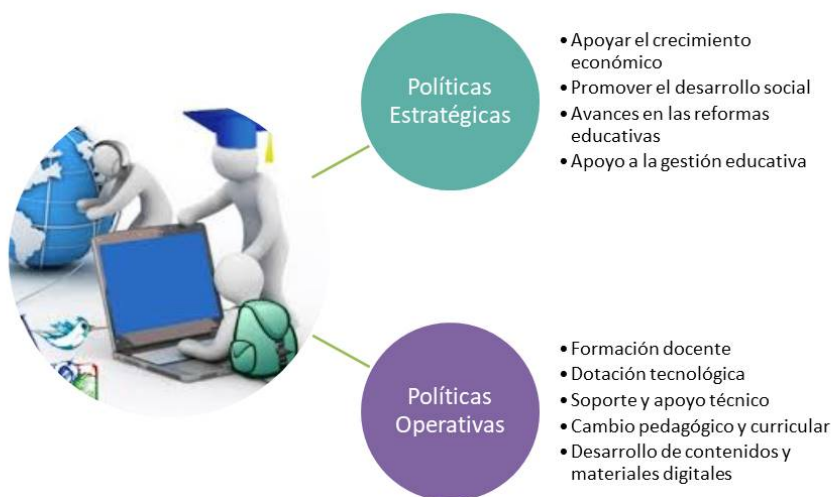 Políticas
Estratégicas
• Apoyar el crecimiento
económico
• Promover el desarrollo social
• Avances en las reformas
educativas
• Apoyo a la gestión educativa
Políticas
Operativas
• Formación docente
• Dotación tecnológica
• Soporte y apoyo técnico
• Cambio pedagógico y curricular
• Desarrollo de contenidos y
materiales digitales